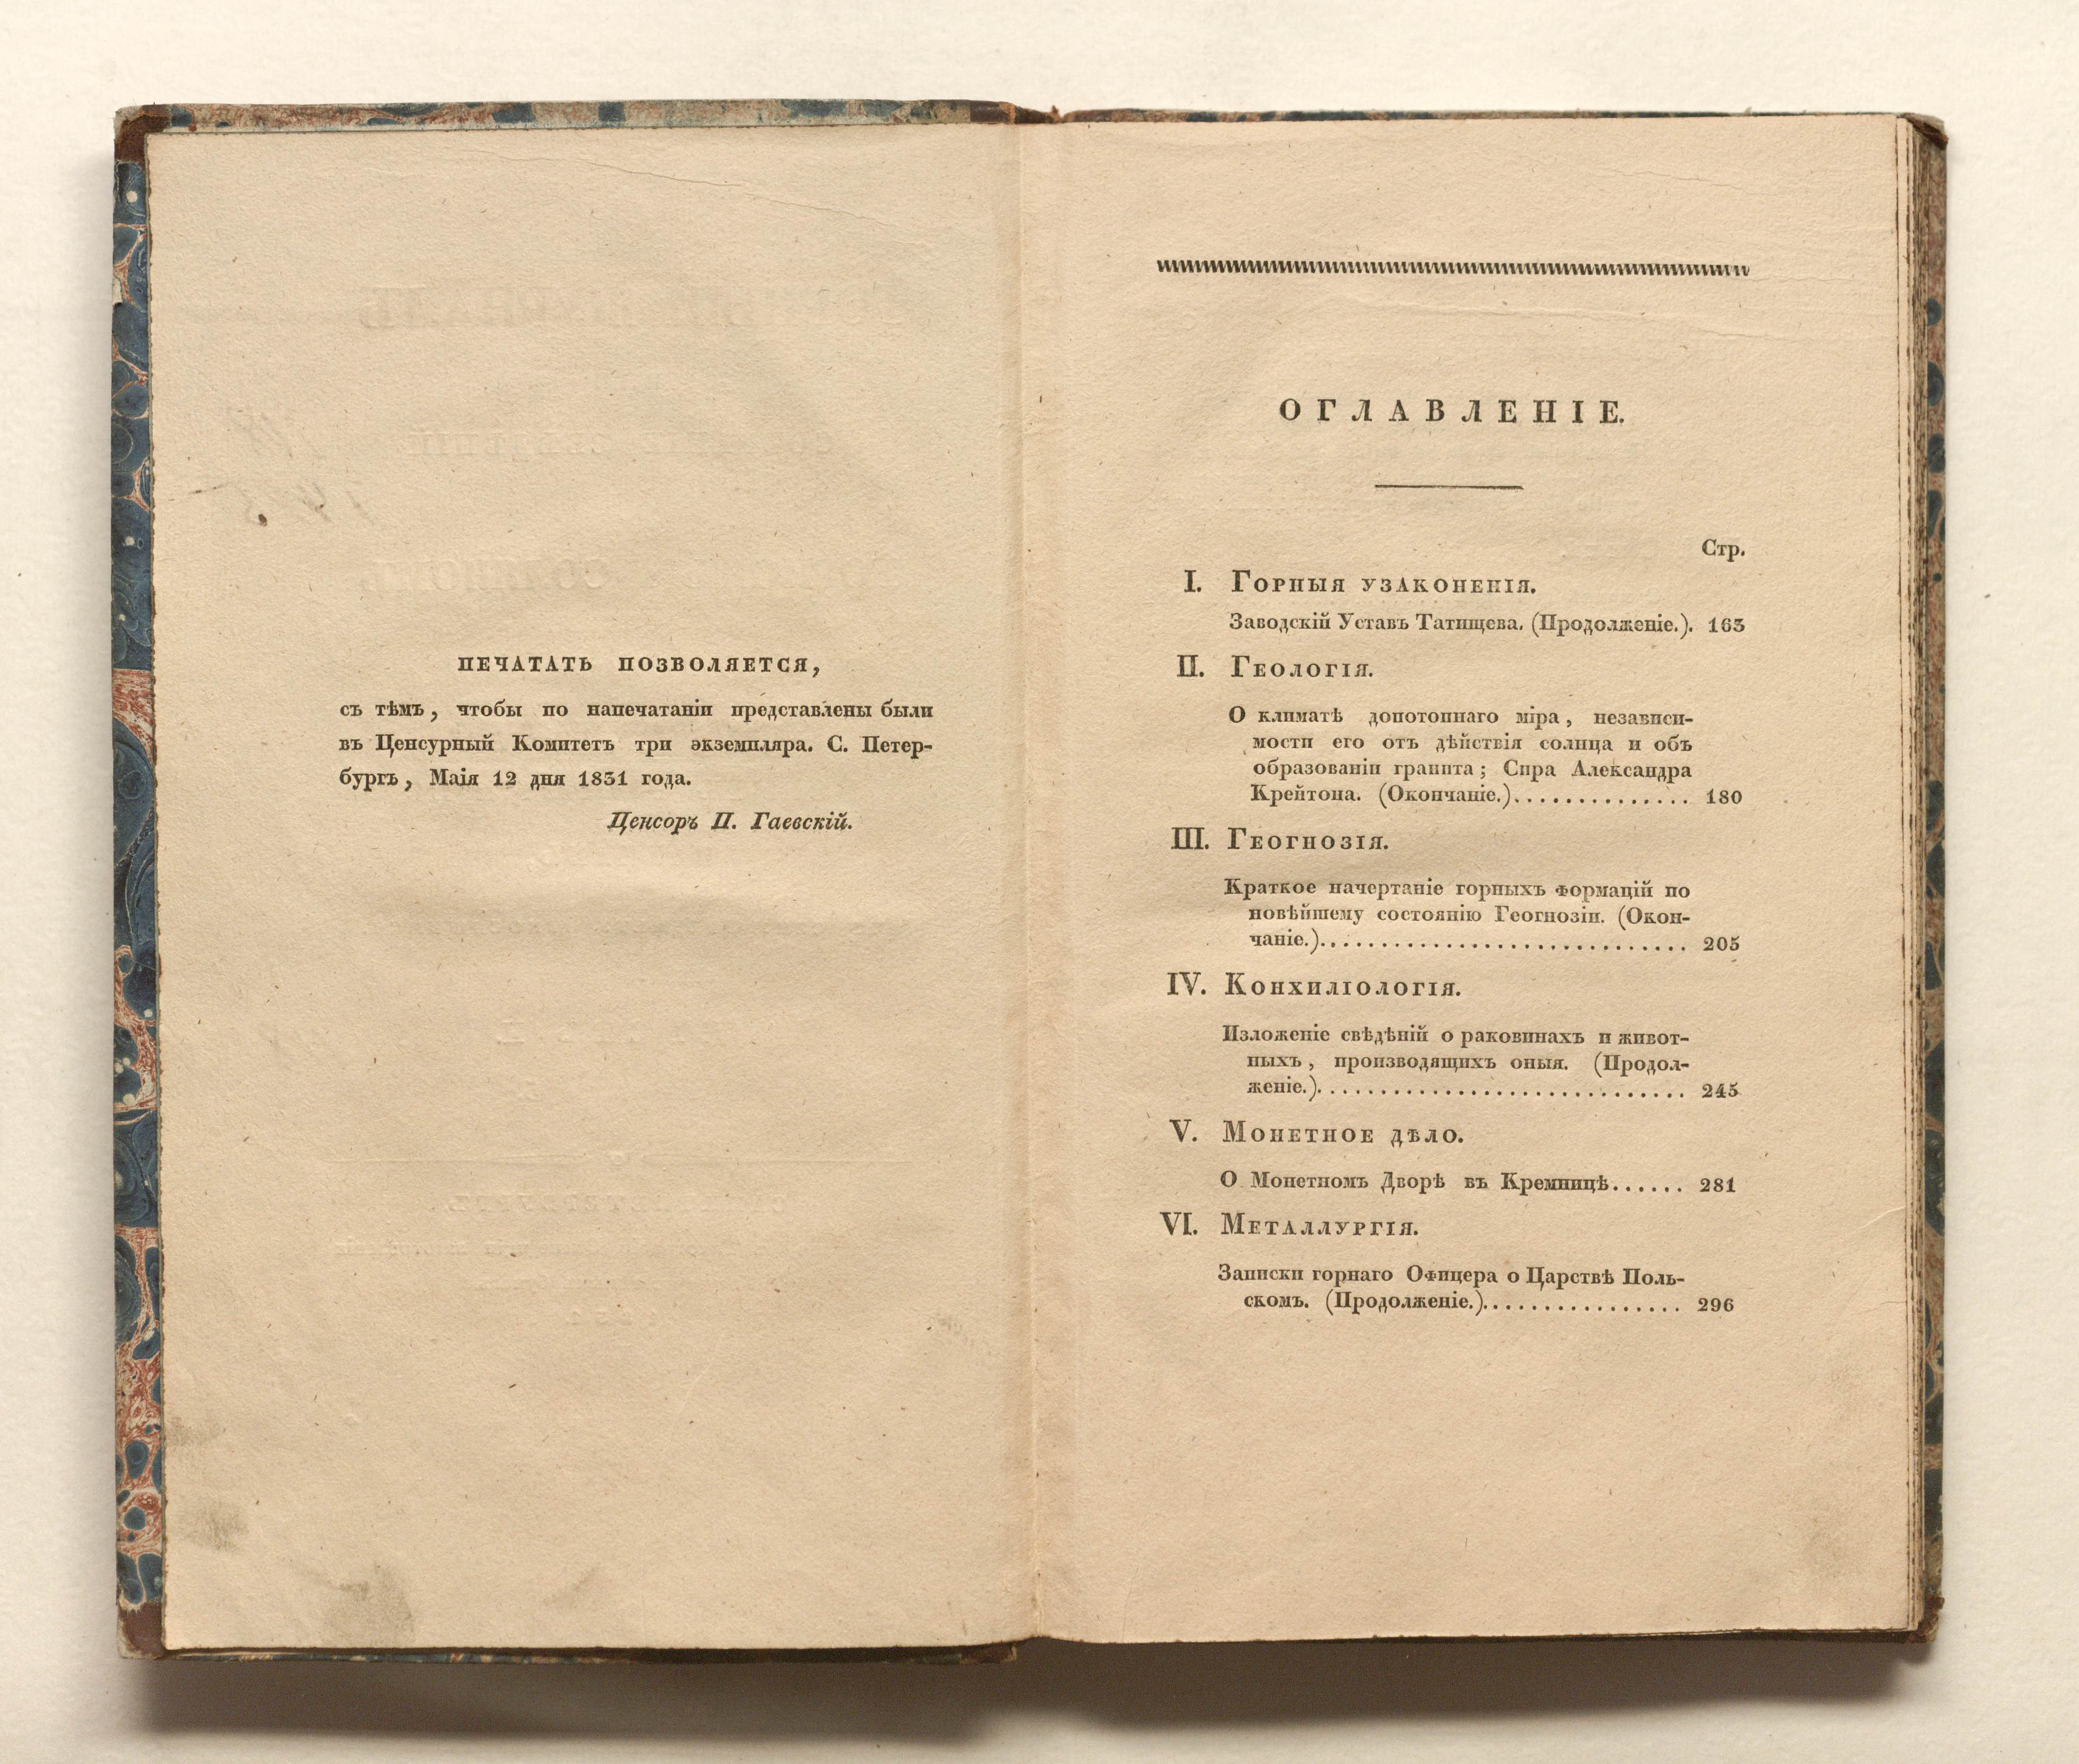 ПЕЧАТАТЬ ПОЗВОЛЯЕТСЯ,
съ тѣмъ, чтобы по напечатаніи представлены были
въ Ценсурный Комитетъ три экземпляра. С. Петер-
бургъ, Маія 12 дня 1831 года.
Ценсоръ П. Гаевскій.
ОГЛАВЛЕНІЕ.
Стр.
I. Горныя узаконенія.
Заводскій Уставъ Татищева. (Продолженіе.). 163
II. Геологія.
О климатѣ допотопнаго міра, независи-
мости его отъ дѣйствія солнца и объ
образованіи гранита; Сира Александра
Крейтона. (Окончаніе.).............. 180
III. Геогнозія.
Краткое начертаніе горныхъ формацій по
новѣйшему состоянію Геогнозіи. (Окон-
чаніе.).............................. 205
IV. Конхиліологія.
Изложеніе свѣдѣній о раковинахъ и живот-
ныхъ, производящихъ оныя. (Продол-
женіе.).............................. 245
V. Монетное дѣло.
О Монетномъ Дворѣ въ Кремницѣ...... 281
VI. Металлургія.
Записки горнаго Офицера о Царствѣ Поль-
скомъ. (Продолженіе.)................ 296